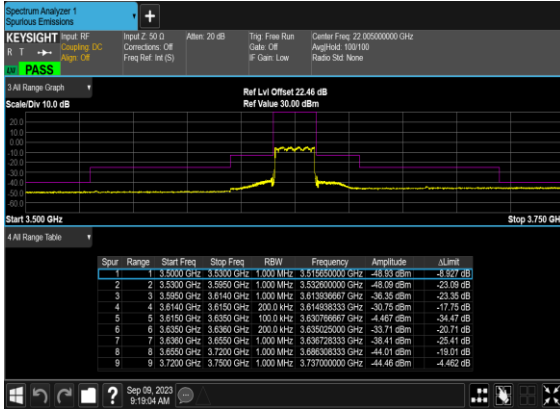 Spectrum Analyzer 1
Spurious Emissions
+
KEYSIGHT Input: RF Input Z: 50 Ω Atten: 20 dB Trig: Free Run Center Freq: 22.005000000 GHz
R T Coupling: DC Corrections: Off Gate: Off Avg|Hold: 100/100
Align: Off Freq Ref: Int (S) IF Gain: Low Radio Std: None
PASS
3 All Range Graph Ref Lvl Offset 22.46 dB
Scale/Div 10.0 dB Ref Value 30.00 dBm
20.0
10.0
0.00
-10.0
-20.0
-30.0
-40.0
-50.0
-60.0
Start 3.500 GHz Stop 3.750 GH
4 All Range Table
Spur Range Start Freq Stop Freq RBW Frequency Amplitude ΔLimit
1 1 3.5000 GHz 3.5300 GHz 1.000 MHz 3.515650000 GHz -48.93 dBm -8.927 dB
2 2 3.5300 GHz 3.5950 GHz 1.000 MHz 3.532600000 GHz -48.09 dBm -23.09 dB
3 3 3.5950 GHz 3.6140 GHz 1.000 MHz 3.613936667 GHz -36.35 dBm -23.35 dB
4 4 3.6140 GHz 3.6150 GHz 200.0 kHz 3.614938333 GHz -30.75 dBm -17.75 dB
5 5 3.6150 GHz 3.6350 GHz 100.0 kHz 3.630766667 GHz -4.467 dBm -34.47 dB
6 6 3.6350 GHz 3.6360 GHz 200.0 kHz 3.635025000 GHz -33.71 dBm -20.71 dB
7 7 3.6360 GHz 3.6550 GHz 1.000 MHz 3.636728333 GHz -38.41 dBm -25.41 dB
8 8 3.6550 GHz 3.7200 GHz 1.000 MHz 3.686308333 GHz -44.01 dBm -19.01 dB
9 9 3.7200 GHz 3.7500 GHz 1.000 MHz 3.737000000 GHz -44.46 dBm -4.462 dB
? Sep 09, 2023
9:19:04 AM